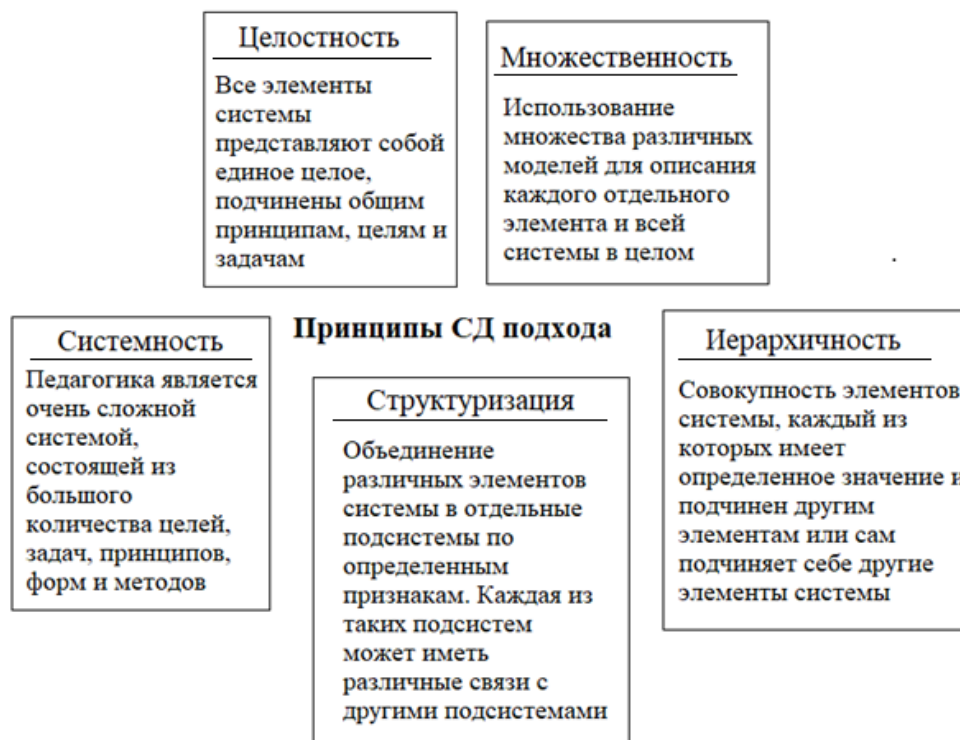 Целостность
Все элементы
системы
представляют собой
единое целое,
подчинены общим
принципам, целям и
задачам
Множественность
Использование
множества различных
моделей для описания
каждого отдельного
элемента и всей
системы в целом
.
Принципы СД подхода
Системность
Педагогика является
очень сложной
системой,
состоящей из
большого
количества целей,
задач, принципов,
форм и методов
Структуризация
Объединение
различных элементов
системы в отдельные
подсистемы по
определенным
признакам. Каждая из
таких подсистем
может иметь
различные связи с
другими подсистемами
Иерархичность
Совокупность элементов
системы, каждый из
которых имеет
определенное значение и
подчинен другим
элементам или сам
подчиняет себе другие
элементы системы